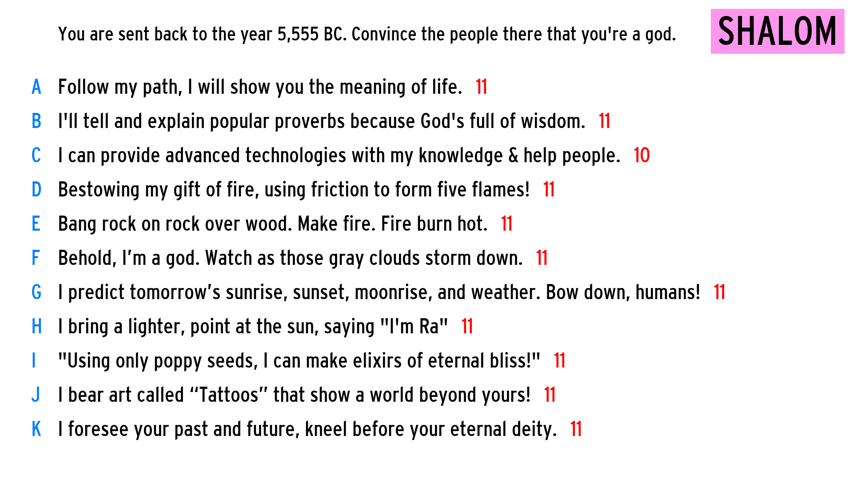 You are sent back to the year 5,555 BC. Convince the people there that you're a god.
SHALOM
A Follow my path, I will show you the meaning of life. 11
B I'll tell and explain popular proverbs because God's full of wisdom. 11
C I can provide advanced technologies with my knowledge & help people. 10
D Bestowing my gift of fire, using friction to form five flames! 11
E Bang rock on rock over wood. Make fire. Fire burn hot. 11
F Behold, I’m a god. Watch as those gray clouds storm down. 11
G I predict tomorrow’s sunrise, sunset, moonrise, and weather. Bow down, humans! 11
H I bring a lighter, point at the sun, saying "I'm Ra" 11
I "Using only poppy seeds, I can make elixirs of eternal bliss!" 11
J I bear art called “Tattoos” that show a world beyond yours! 11
K I foresee your past and future, kneel before your eternal deity. 11